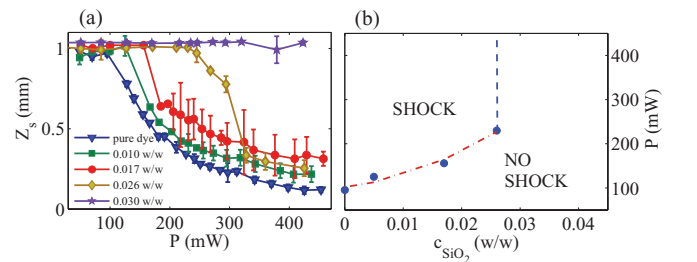 (a)
Z_s (mm)
1
0.5
0
pure dye
0.010 w/w
0.017 w/w
0.026 w/w
0.030 w/w
0 100 200 300 400
P (mW)
(b)
SHOCK
NO
SHOCK
400
300
200
100
P (mW)
0 0.01 0.02 0.03 0.04
c_SiO₂ (w/w)